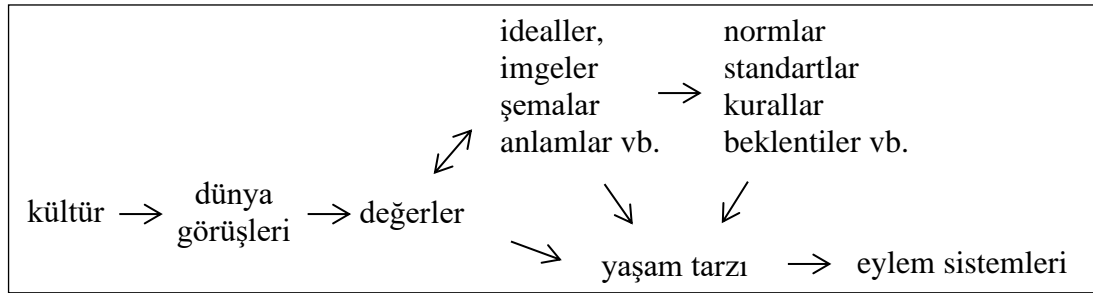 idealler,
imgeler
şemalar
anlamlar vb.
normlar
standartlar
kurallar
beklentiler vb.
kültür
dünya
görüşleri
değerler
yaşam tarzı
eylem sistemleri